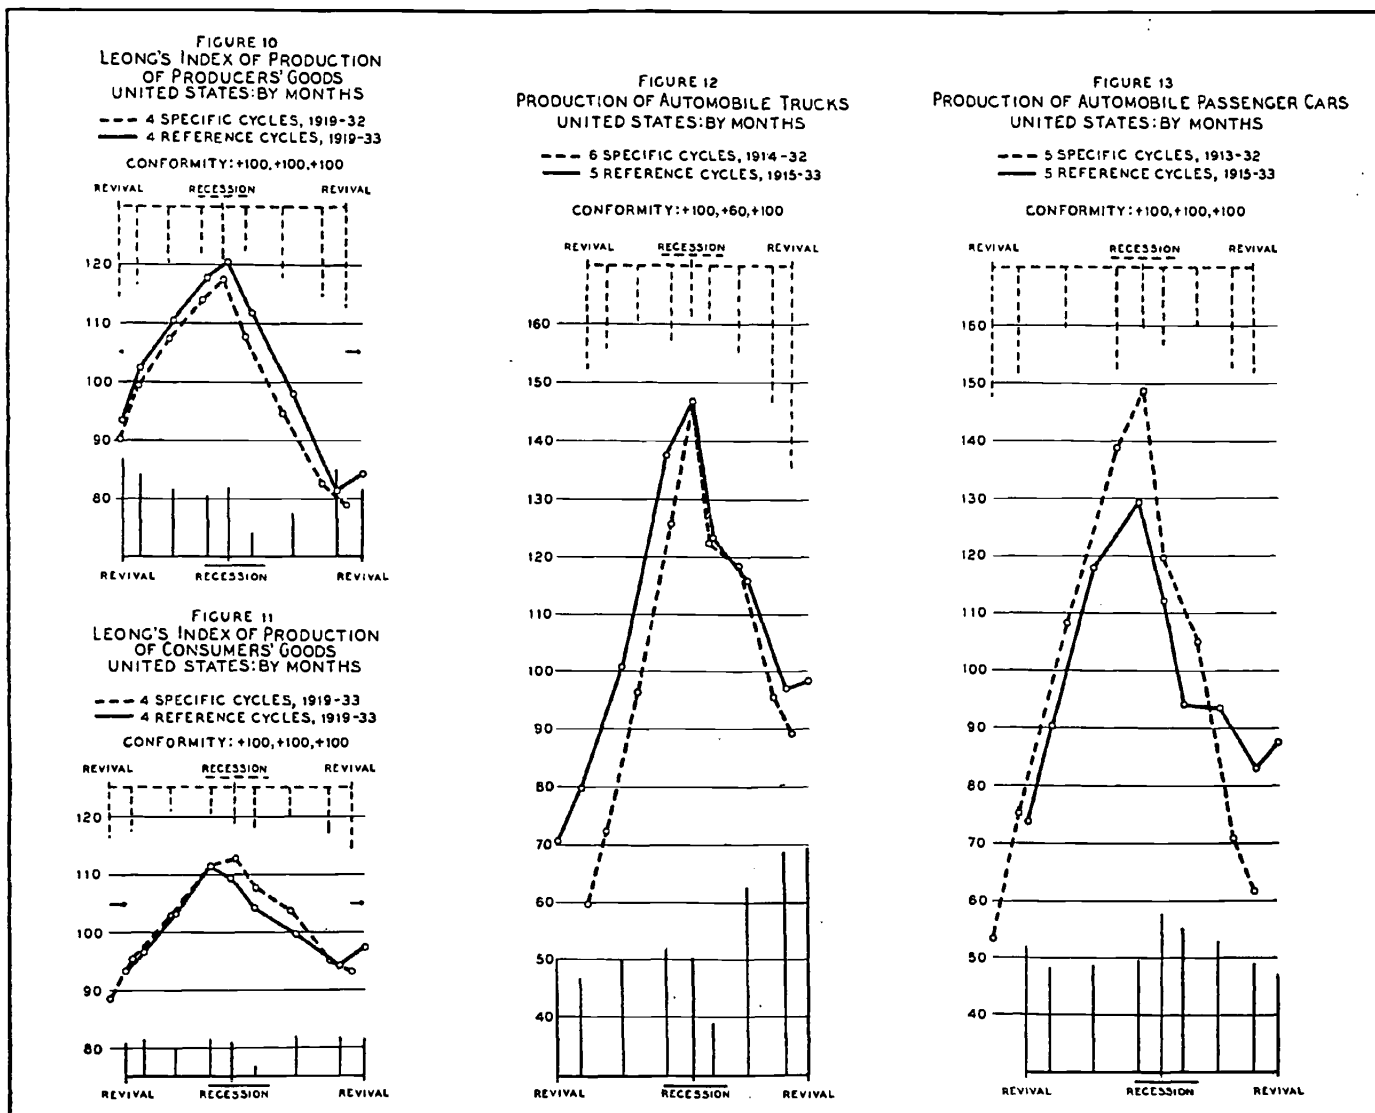 FIGURE 10
LEONG'S INDEX OF PRODUCTION
OF PRODUCERS' GOODS
UNITED STATES: BY MONTHS
4 SPECIFIC CYCLES, 1919-32
4 REFERENCE CYCLES, 1919-33
CONFORMITY: +100, +100, +100
REVIVAL RECESSION REVIVAL
120
110
100
90
80
REVIVAL RECESSION REVIVAL
FIGURE 11
LEONG'S INDEX OF PRODUCTION
OF CONSUMERS' GOODS
UNITED STATES: BY MONTHS
4 SPECIFIC CYCLES, 1919-33
4 REFERENCE CYCLES, 1919-33
CONFORMITY: +100, +100, +100
REVIVAL RECESSION REVIVAL
120
110
100
90
80
REVIVAL RECESSION REVIVAL
FIGURE 12
PRODUCTION OF AUTOMOBILE TRUCKS
UNITED STATES: BY MONTHS
6 SPECIFIC CYCLES, 1914-32
5 REFERENCE CYCLES, 1915-33
CONFORMITY: +100, +60, +100
REVIVAL RECESSION REVIVAL
160
150
140
130
120
110
100
90
80
70
60
50
40
REVIVAL RECESSION REVIVAL
FIGURE 13
PRODUCTION OF AUTOMOBILE PASSENGER CARS
UNITED STATES: BY MONTHS
5 SPECIFIC CYCLES, 1913-32
5 REFERENCE CYCLES, 1915-33
CONFORMITY: +100, +100, +100
REVIVAL RECESSION REVIVAL
160
150
140
130
120
110
100
90
80
70
60
50
40
REVIVAL RECESSION REVIVAL